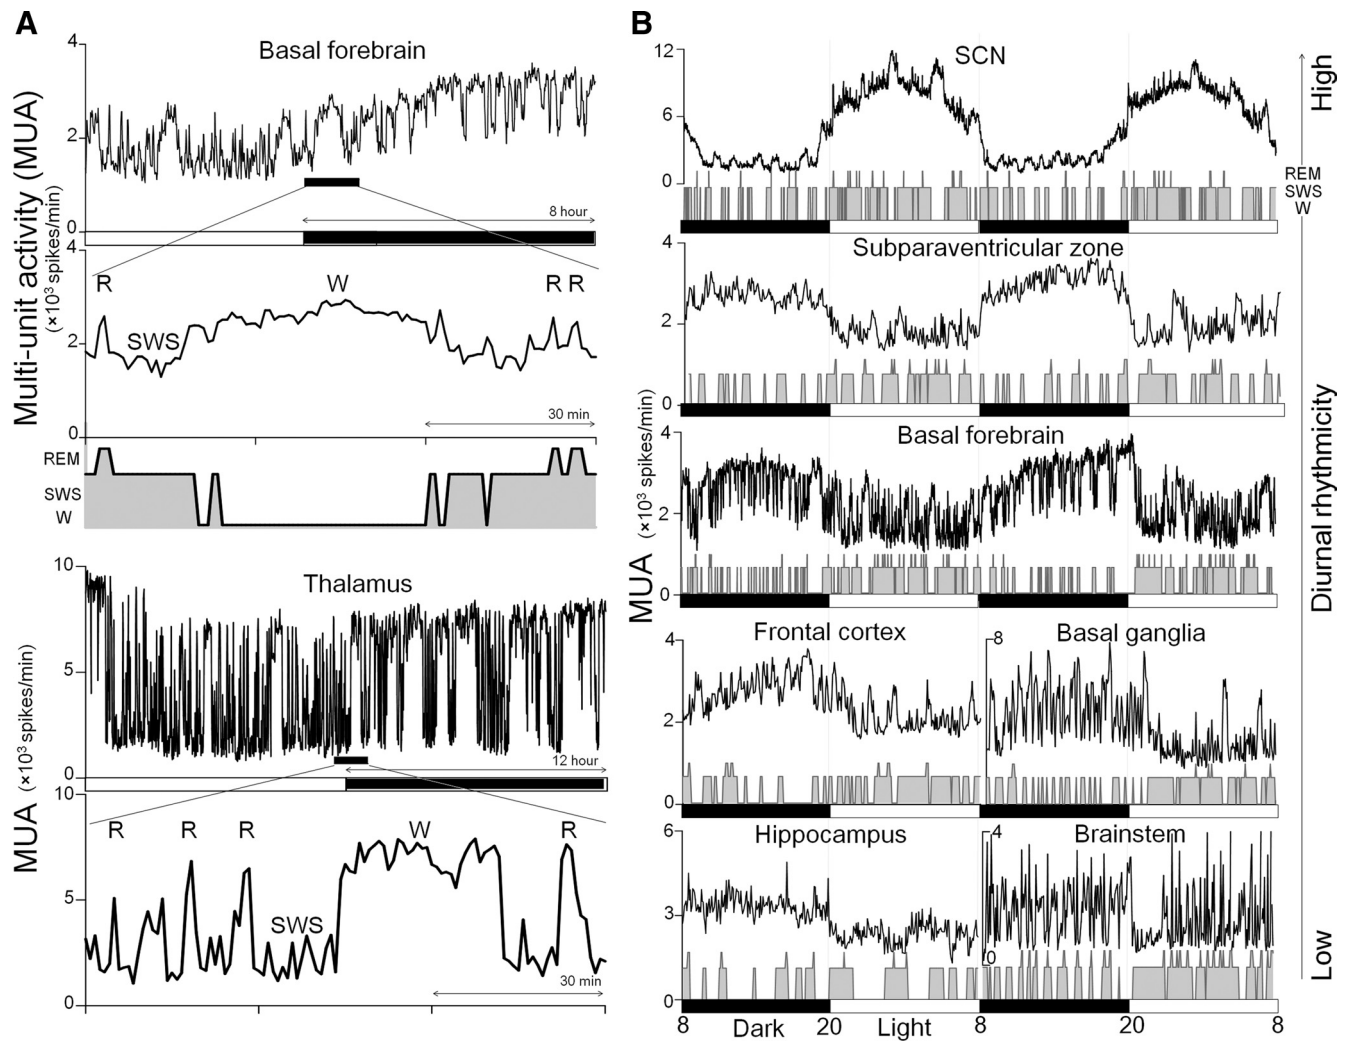 A
Basal forebrain
4
2
0
Multi-unit activity (MUA)
(×10³ spikes/min)
8 hour
4
R
W
R R
SWS
2
0
30 min
REM
SWS
W
10
Thalamus
5
0
MUA (×10³ spikes/min)
12 hour
10
R
R
R
W
R
SWS
5
0
30 min
B
12
SCN
6
0
REM
SWS
W
High
4
Subparaventricular zone
2
0
4
Basal forebrain
2
0
MUA (×10³ spikes/min)
Diurnal rhythmicity
4
Frontal cortex
8
Basal ganglia
2
0
6
Hippocampus
4
Brainstem
3
0
0
Low
8
Dark
20
Light
8
20
8